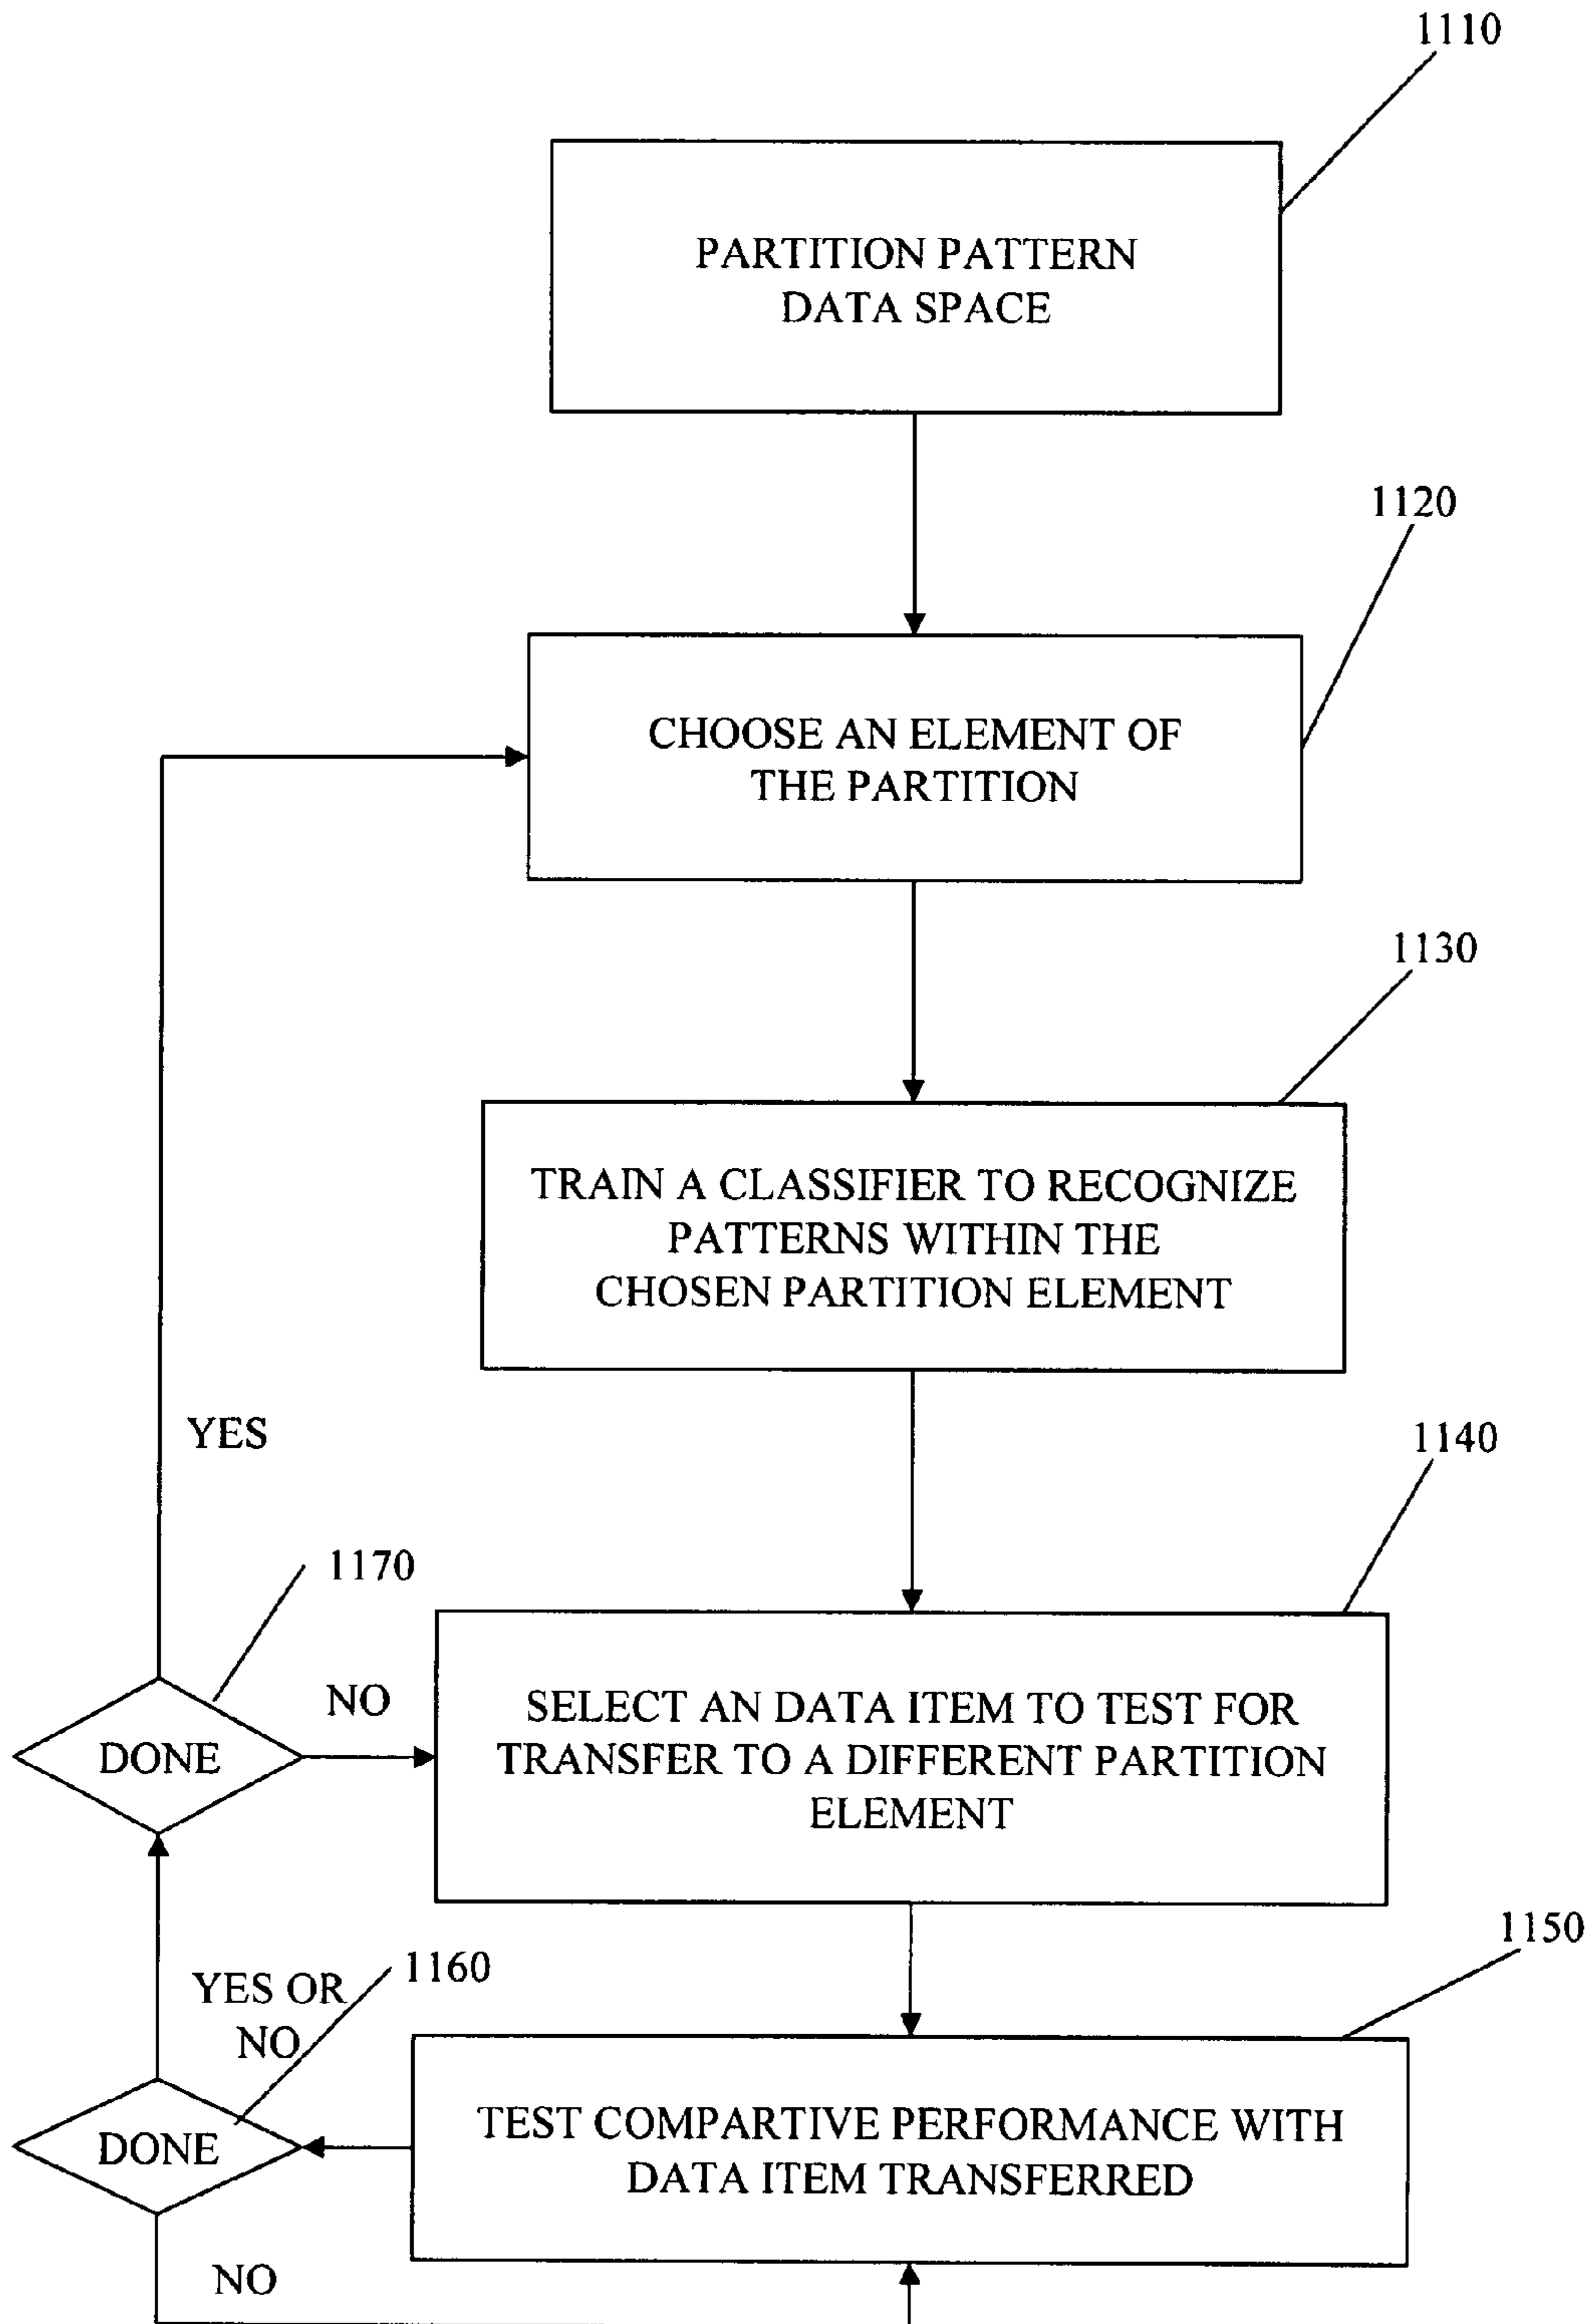 1110
PARTITION PATTERN
DATA SPACE
1120
CHOOSE AN ELEMENT OF
THE PARTITION
1130
TRAIN A CLASSIFIER TO RECOGNIZE
PATTERNS WITHIN THE
CHOSEN PARTITION ELEMENT
YES
1140
1170
NO
DONE
SELECT AN DATA ITEM TO TEST FOR
TRANSFER TO A DIFFERENT PARTITION
ELEMENT
1150
1160
YES OR
NO
DONE
TEST COMPARTIVE PERFORMANCE WITH
DATA ITEM TRANSFERRED
NO